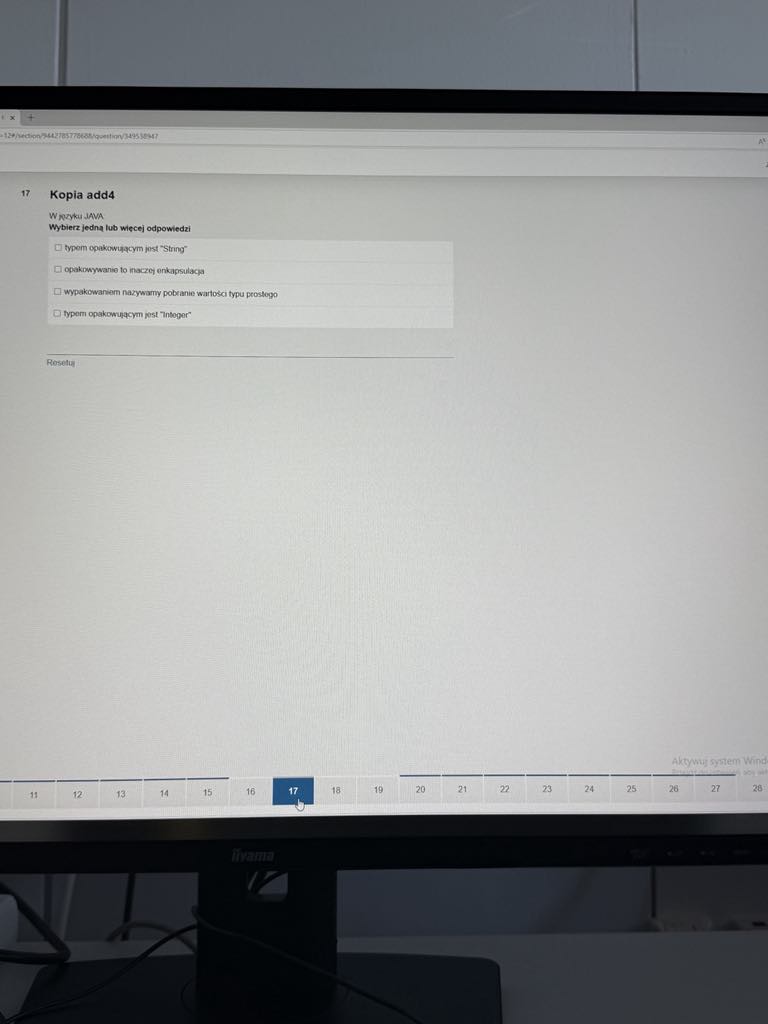 =12#/section/9442785778688/question/349538947
17 Kopia add4
W języku JAVA:
Wybierz jedną lub więcej odpowiedzi
typem opakowującym jest "String"
opakowywanie to inaczej enkapsulacja
wypakowaniem nazywamy pobranie wartości typu prostego
typem opakowującym jest "Integer"
Resetuj
Aktywuj system Wind
11 12 13 14 15 16 17 18 19 20 21 22 23 24 25 26 27 28
iiyama